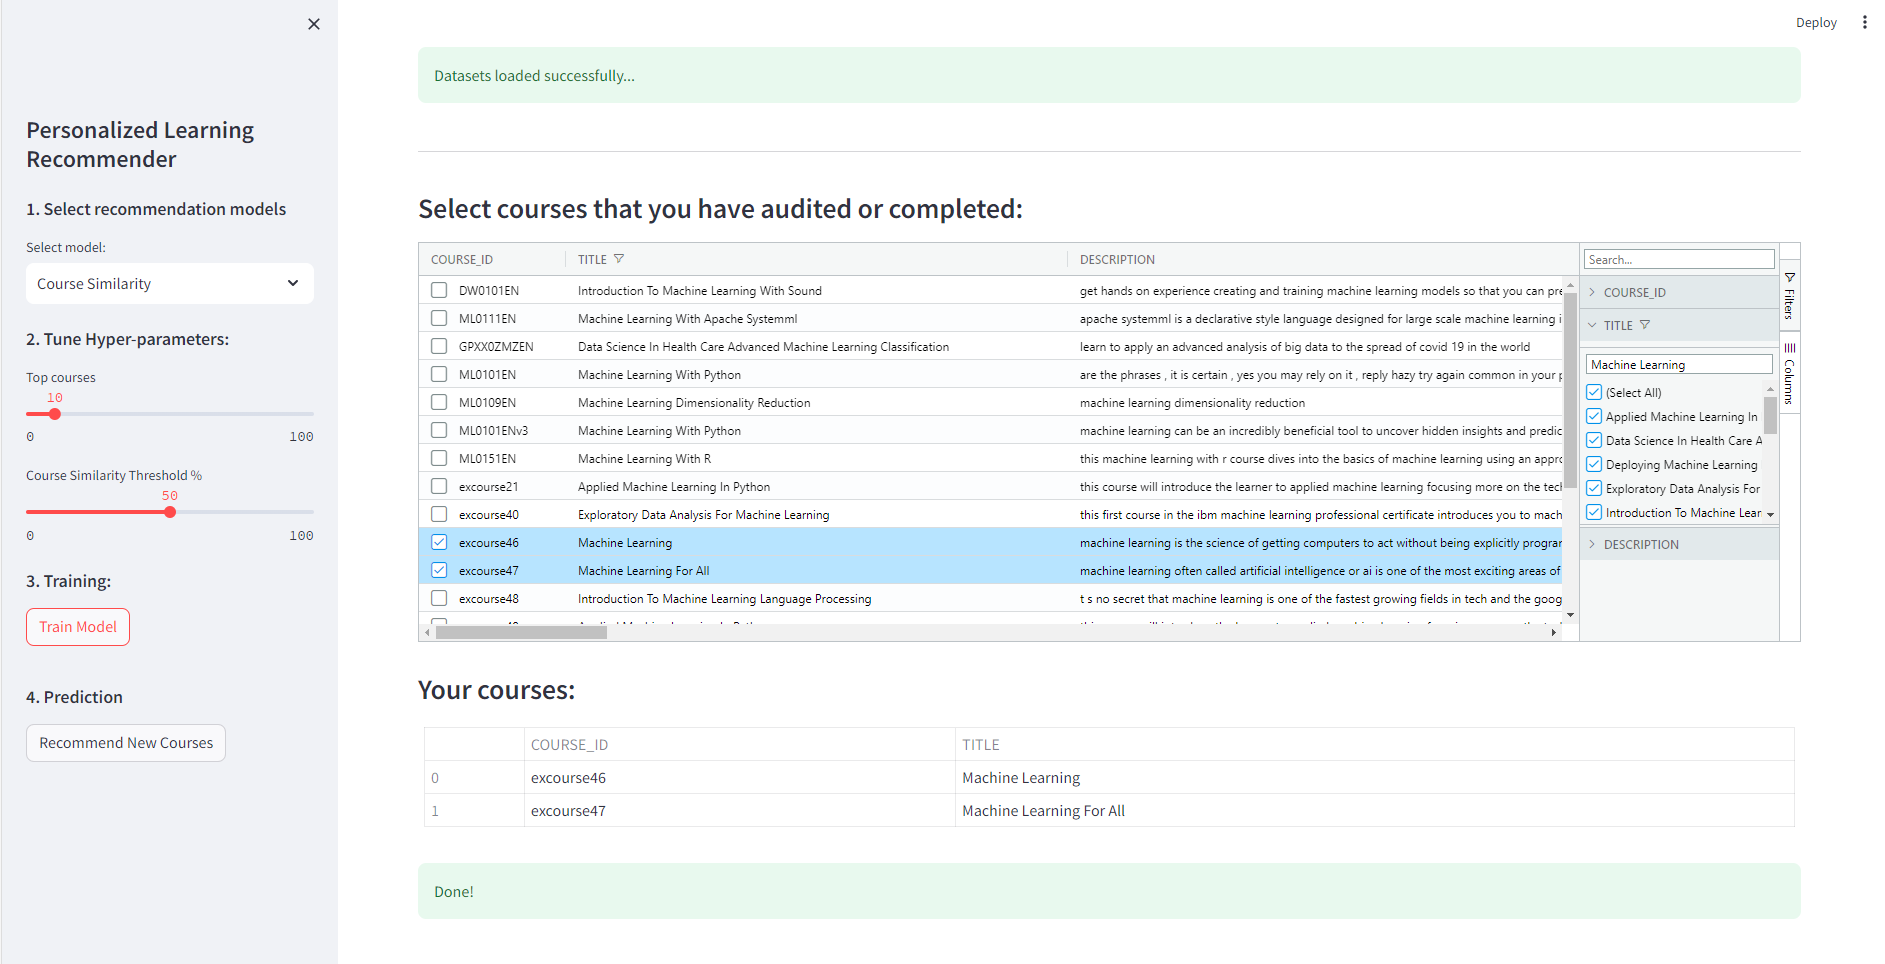 Deploy
Personalized Learning
Recommender
1. Select recommendation models
Select model:
Course Similarity
2. Tune Hyper-parameters:
Top courses
10
0 100
Course Similarity Threshold %
50
0 100
3. Training:
Train Model
4. Prediction
Recommend New Courses
Datasets loaded successfully...
Select courses that you have audited or completed:
COURSE_ID TITLE DESCRIPTION
DW0101EN Introduction To Machine Learning With Sound get hands on experience creating and training machine learning models so that you can pre
ML0111EN Machine Learning With Apache Systemml apache systemml is a declarative style language designed for large scale machine learning i
GPXX0ZMZEN Data Science In Health Care Advanced Machine Learning Classification learn to apply an advanced analysis of big data to the spread of covid 19 in the world
ML0101EN Machine Learning With Python are the phrases , it is certain , yes you may rely on it , reply hazy try again common in your p
ML0109EN Machine Learning Dimensionality Reduction machine learning dimensionality reduction
ML0101ENv3 Machine Learning With Python machine learning can be an incredibly beneficial tool to uncover hidden insights and predic
ML0151EN Machine Learning With R this machine learning with r course dives into the basics of machine learning using an appro
excourse21 Applied Machine Learning In Python this course will introduce the learner to applied machine learning focusing more on the tech
excourse40 Exploratory Data Analysis For Machine Learning this first course in the ibm machine learning professional certificate introduces you to mach
excourse46 Machine Learning machine learning is the science of getting computers to act without being explicitly program
excourse47 Machine Learning For All machine learning often called artificial intelligence or ai is one of the most exciting areas of
excourse48 Introduction To Machine Learning Language Processing t s no secret that machine learning is one of the fastest growing fields in tech and the goog
Search...
COURSE_ID
TITLE
Machine Learning
(Select All)
Applied Machine Learning In
Data Science In Health Care A
Deploying Machine Learning
Exploratory Data Analysis For
Introduction To Machine Lear
DESCRIPTION
Filters
Columns
Your courses:
COURSE_ID TITLE
0 excourse46 Machine Learning
1 excourse47 Machine Learning For All
Done!